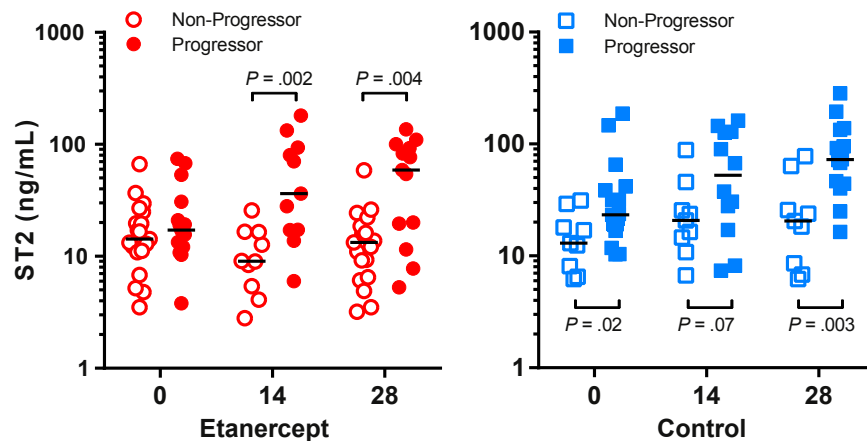 Non-Progressor
Progressor
1000
100
10
1
ST2 (ng/mL)
P = .002
P = .004
0
14
28
Etanercept
Non-Progressor
Progressor
1000
100
10
1
P = .02
P = .07
P = .003
0
14
28
Control